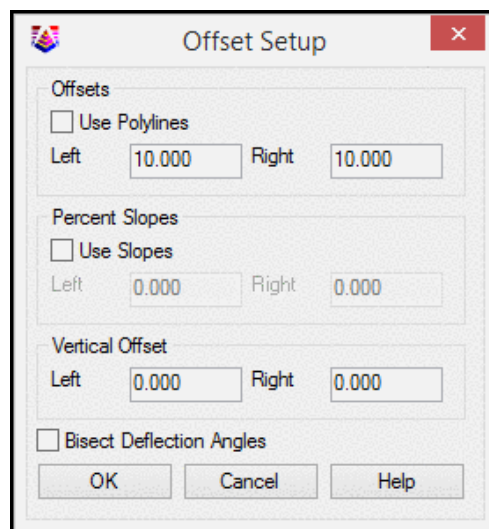 Offset Setup
Offsets
Use Polylines
Left 10.000 Right 10.000
Percent Slopes
Use Slopes
Left 0.000 Right 0.000
Vertical Offset
Left 0.000 Right 0.000
Bisect Deflection Angles
OK Cancel Help